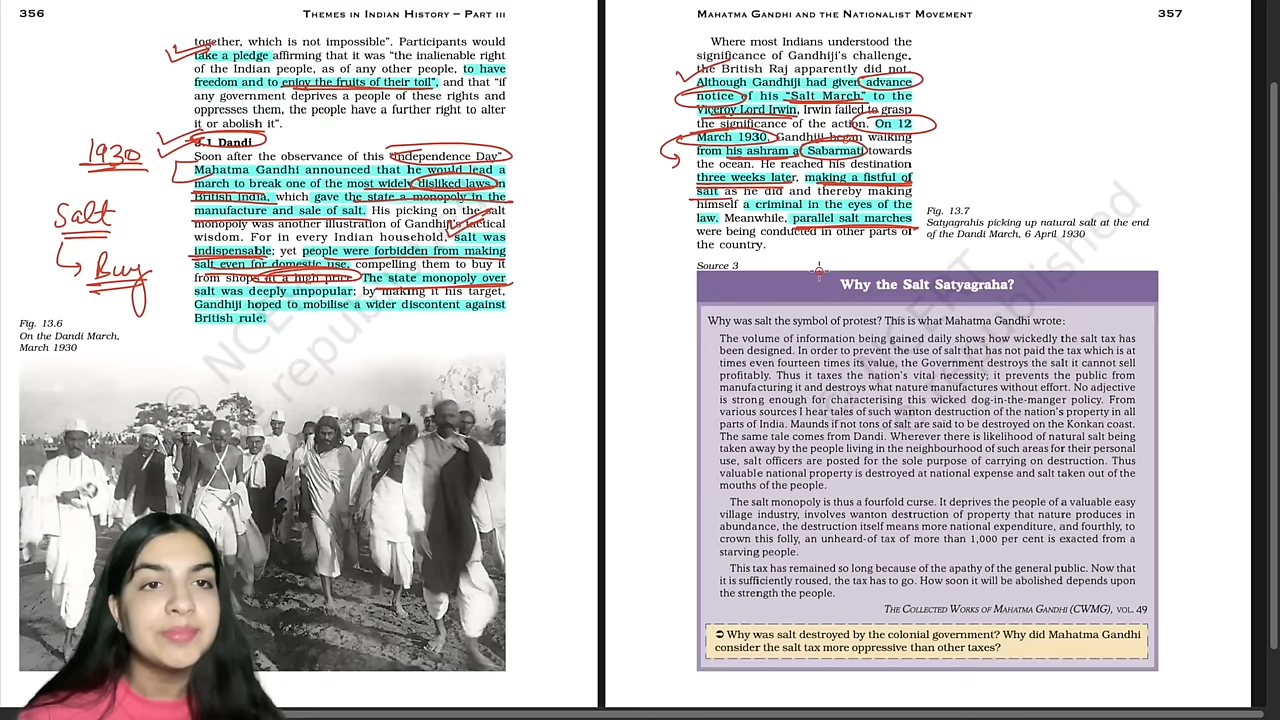 356
THEMES IN INDIAN HISTORY – PART III
together, which is not impossible". Participants would
take a pledge affirming that it was "the inalienable right
of the Indian people, as of any other people, to have
freedom and to enjoy the fruits of their toil", and that "if
any government deprives a people of these rights and
oppresses them, the people have a further right to alter
it or abolish it".
3.1 Dandi
Soon after the observance of this "Independence Day",
Mahatma Gandhi announced that he would lead a
march to break one of the most widely disliked laws in
British India, which gave the state a monopoly in the
manufacture and sale of salt. His picking on the salt
monopoly was another illustration of Gandhiji's tactical
wisdom. For in every Indian household, salt was
indispensable; yet people were forbidden from making
salt even for domestic use, compelling them to buy it
from shops at a high price. The state monopoly over
salt was deeply unpopular; by making it his target,
Gandhiji hoped to mobilise a wider discontent against
British rule.
1930
Salt
Buy
Fig. 13.6
On the Dandi March,
March 1930
MAHATMA GANDHI AND THE NATIONALIST MOVEMENT
357
Where most Indians understood the
significance of Gandhiji's challenge,
the British Raj apparently did not.
Although Gandhiji had given advance
notice of his "Salt March" to the
Viceroy Lord Irwin, Irwin failed to grasp
the significance of the action. On 12
March 1930, Gandhiji began walking
from his ashram at Sabarmati towards
the ocean. He reached his destination
three weeks later, making a fistful of
salt as he did and thereby making
himself a criminal in the eyes of the
law. Meanwhile, parallel salt marches
were being conducted in other parts of
the country.
Fig. 13.7
Satyagrahis picking up natural salt at the end
of the Dandi March, 6 April 1930
Source 3
Why the Salt Satyagraha?
Why was salt the symbol of protest? This is what Mahatma Gandhi wrote:
The volume of information being gained daily shows how wickedly the salt tax has
been designed. In order to prevent the use of salt that has not paid the tax which is at
times even fourteen times its value, the Government destroys the salt it cannot sell
profitably. Thus it taxes the nation's vital necessity; it prevents the public from
manufacturing it and destroys what nature manufactures without effort. No adjective
is strong enough for characterising this wicked dog-in-the-manger policy. From
various sources I hear tales of such wanton destruction of the nation's property in all
parts of India. Maunds if not tons of salt are said to be destroyed on the Konkan coast.
The same tale comes from Dandi. Wherever there is likelihood of natural salt being
taken away by the people living in the neighbourhood of such areas for their personal
use, salt officers are posted for the sole purpose of carrying on destruction. Thus
valuable national property is destroyed at national expense and salt taken out of the
mouths of the people.
The salt monopoly is thus a fourfold curse. It deprives the people of a valuable easy
village industry, involves wanton destruction of property that nature produces in
abundance, the destruction itself means more national expenditure, and fourthly, to
crown this folly, an unheard-of tax of more than 1,000 per cent is exacted from a
starving people.
This tax has remained so long because of the apathy of the general public. Now that
it is sufficiently roused, the tax has to go. How soon it will be abolished depends upon
the strength the people.
THE COLLECTED WORKS OF MAHATMA GANDHI (CWMG), VOL. 49
➲ Why was salt destroyed by the colonial government? Why did Mahatma Gandhi
consider the salt tax more oppressive than other taxes?